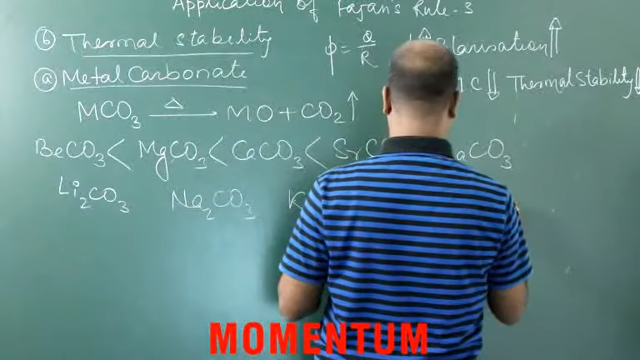 Application of Fajan's Rule-3
(b) Thermal stability φ = Q/R ↑ Polarisation ↑↑
(a) Metal Carbonate C ↓↓ Thermal Stability ↓
MCO₃ —Δ→ MO + CO₂ ↑
BeCO₃ < MgCO₃ < CaCO₃ < SrC aCO₃
Li₂CO₃ Na₂CO₃ K
MOMENTUM